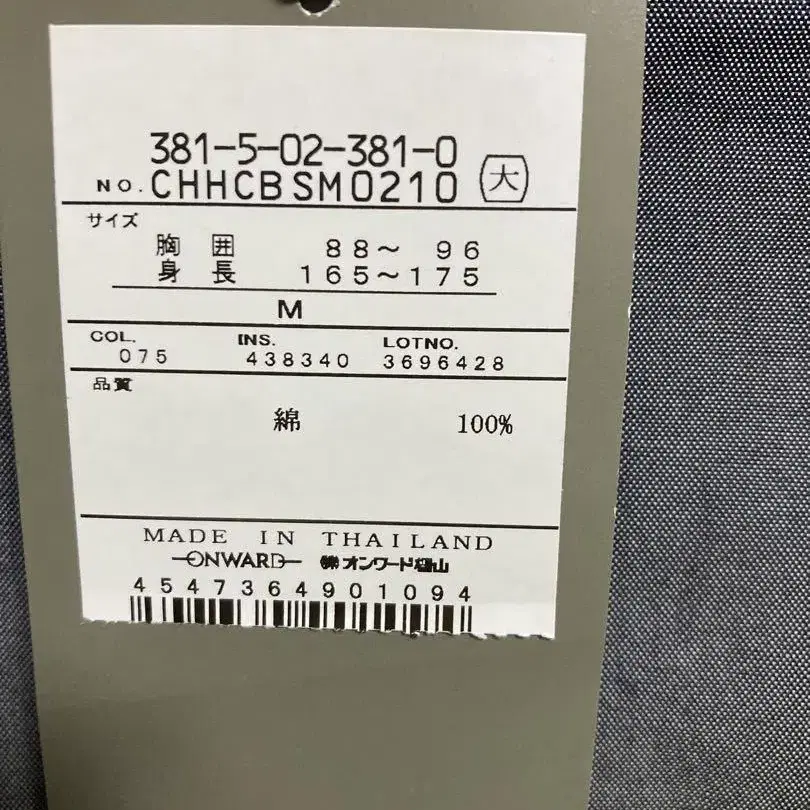 381-5-02-381-0
NO. CHHCBSM0210 大
サイズ
胸囲 88～ 96
身長 165～175
M
COL. INS. LOTNO.
075 438340 3696428
品質
綿 100%
MADE IN THAILAND
ONWARD ㈱オンワード樫山
4547364901094